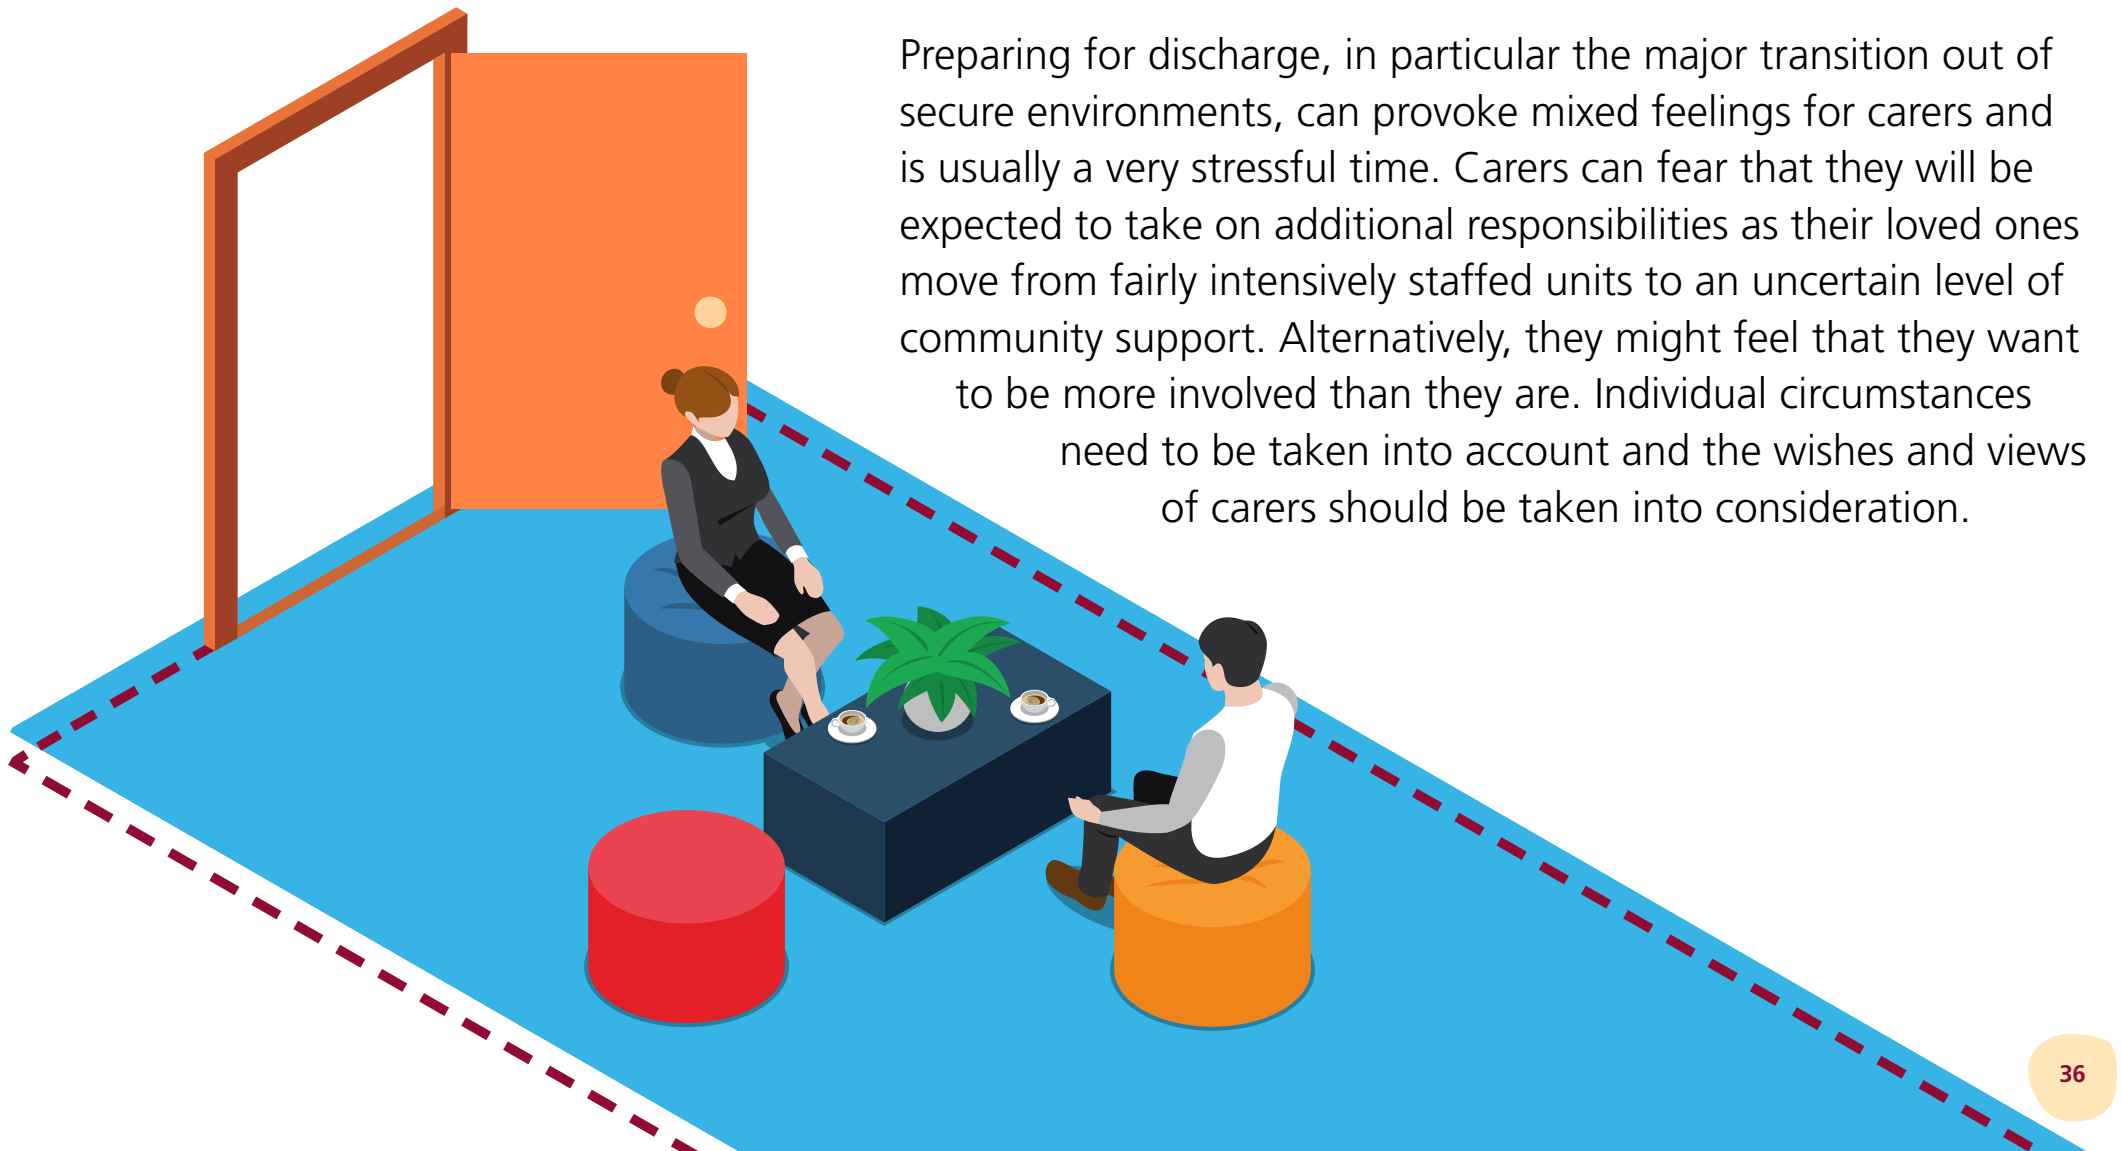 Preparing for discharge, in particular the major transition out of
secure environments, can provoke mixed feelings for carers and
is usually a very stressful time. Carers can fear that they will be
expected to take on additional responsibilities as their loved ones
move from fairly intensively staffed units to an uncertain level of
community support. Alternatively, they might feel that they want
to be more involved than they are. Individual circumstances
need to be taken into account and the wishes and views
of carers should be taken into consideration.
36